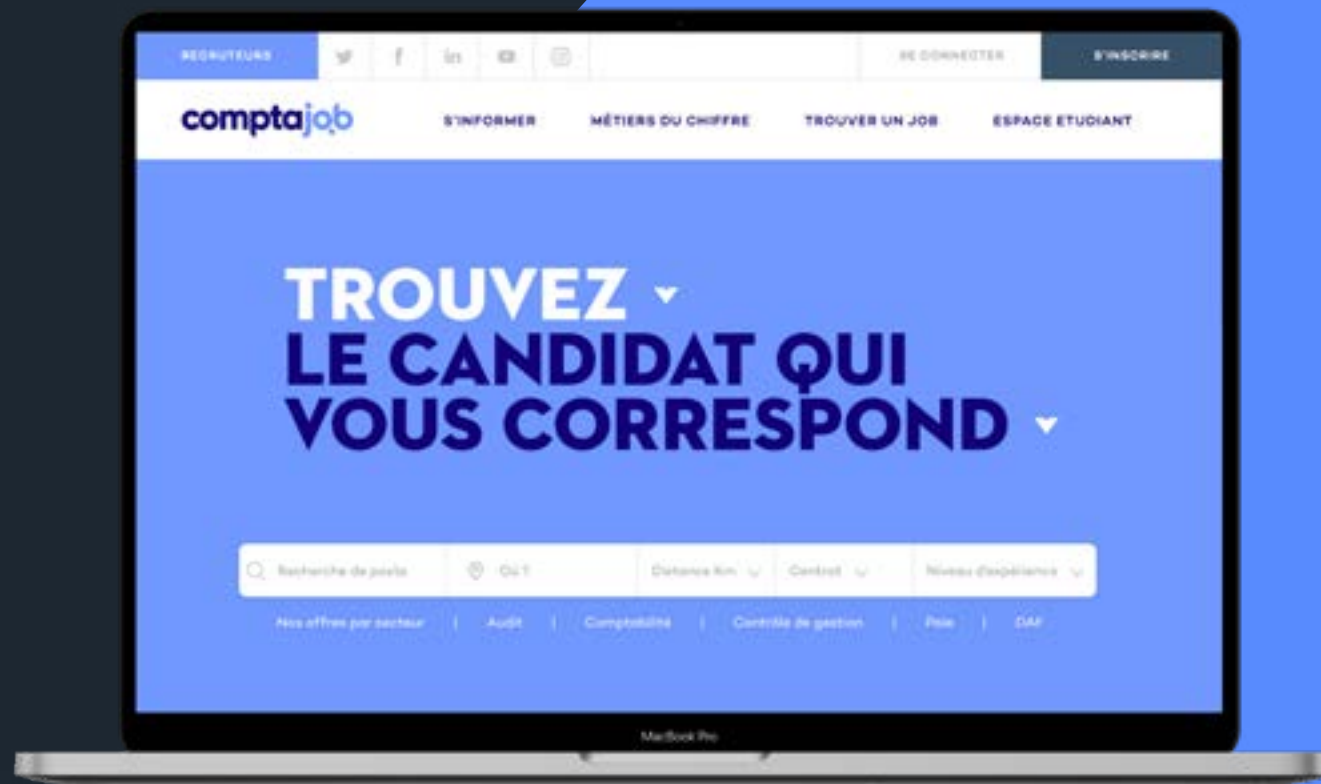 RECRUTEURS
SE CONNECTER
S'INSCRIRE
comptajob
S'INFORMER
MÉTIERS DU CHIFFRE
TROUVER UN JOB
ESPACE ETUDIANT
TROUVEZ
LE CANDIDAT QUI
VOUS CORRESPOND
Recherche de poste
Où ?
Distance Km
Contrat
Niveau d'expérience
Nos offres par secteur | Audit | Comptabilité | Contrôle de gestion | Paie | DAF
MacBook Pro